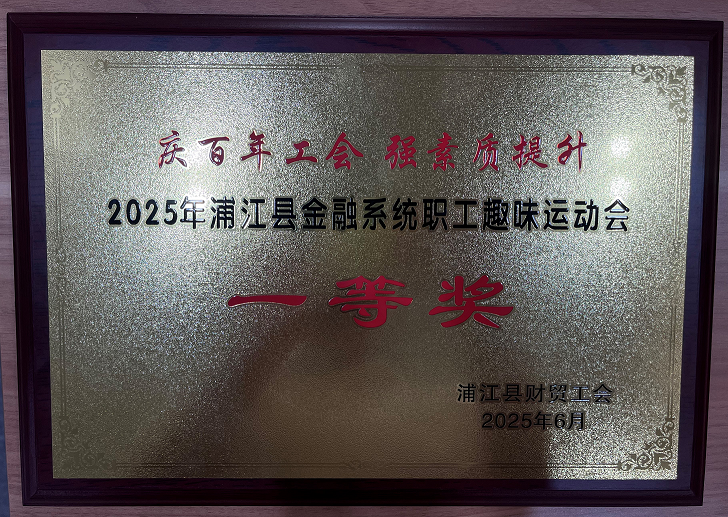 庆百年工会 强素质提升
2025年浦江县金融系统职工趣味运动会
一等奖
浦江县财贸工会
2025年6月